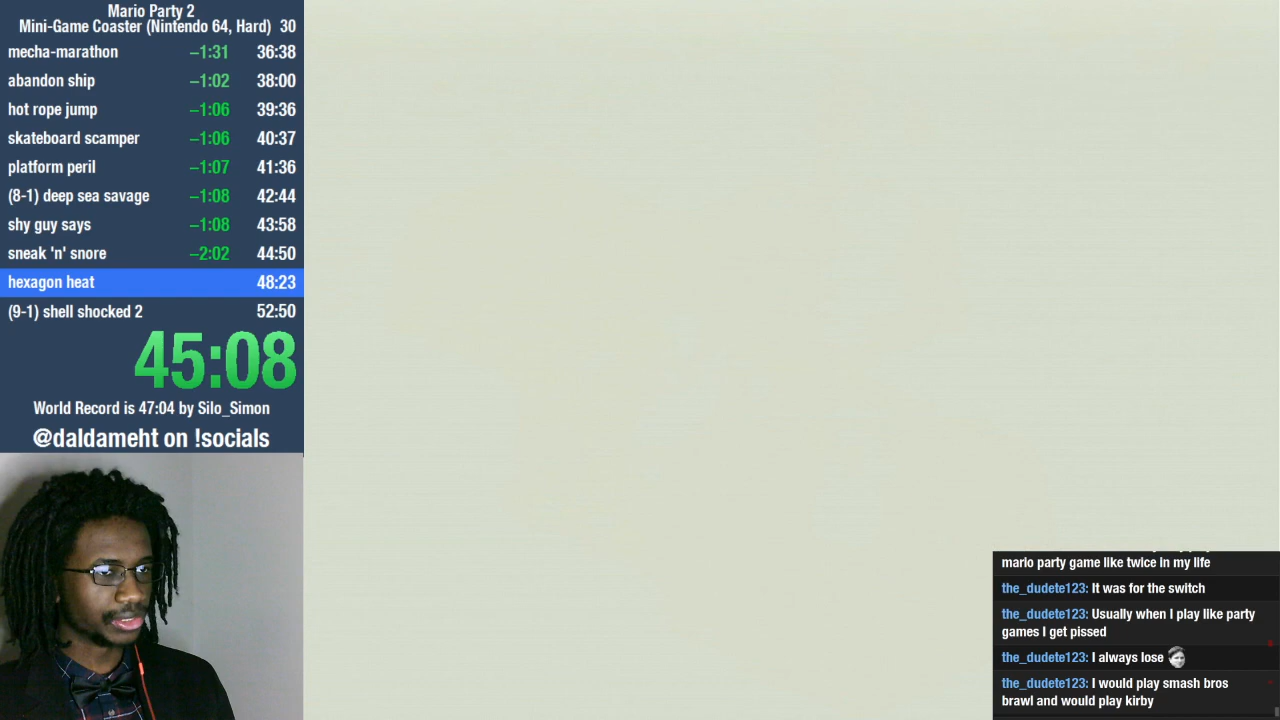 Mario Party 2
Mini-Game Coaster (Nintendo 64, Hard) 30
mecha-marathon –1:31 36:38
abandon ship –1:02 38:00
hot rope jump –1:06 39:36
skateboard scamper –1:06 40:37
platform peril –1:07 41:36
(8-1) deep sea savage –1:08 42:44
shy guy says –1:08 43:58
sneak 'n' snore –2:02 44:50
hexagon heat 48:23
(9-1) shell shocked 2 52:50
45:08
World Record is 47:04 by Silo_Simon
@daldameht on !socials
mario party game like twice in my life
the_dudete123: It was for the switch
the_dudete123: Usually when I play like party
games I get pissed
the_dudete123: I always lose
the_dudete123: I would play smash bros
brawl and would play kirby